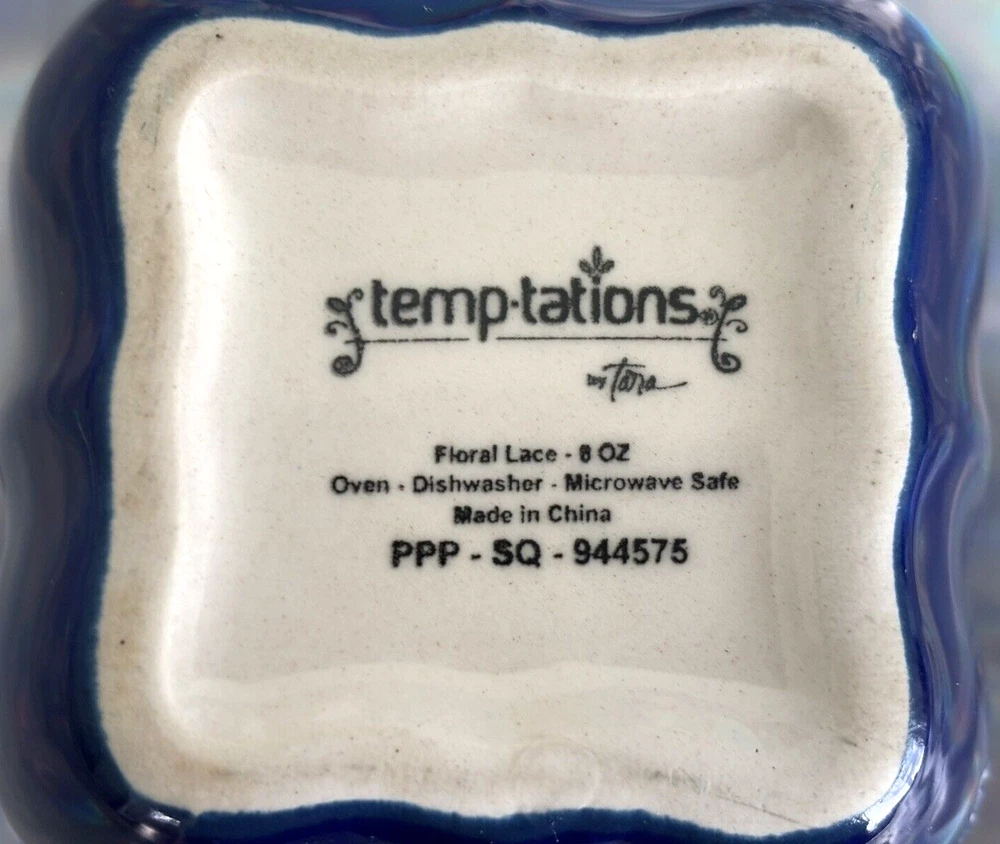 temp·tations
by Tara
Floral Lace - 8 OZ
Oven - Dishwasher - Microwave Safe
Made in China
PPP - SQ - 944575